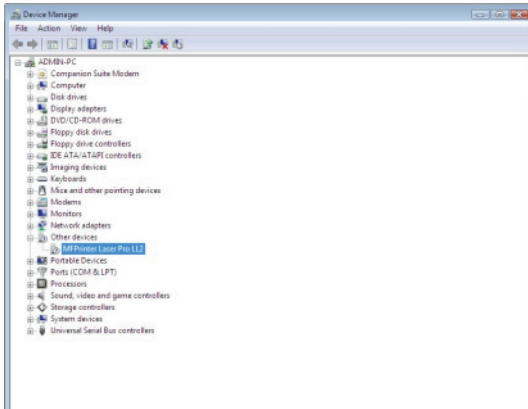 Device Manager
File Action View Help
ADMIN-PC
Companion Suite Modem
Computer
Disk drives
Display adapters
DVD/CD-ROM drives
Floppy disk drives
Floppy drive controllers
IDE ATA/ATAPI controllers
Imaging devices
Keyboards
Mice and other pointing devices
Modems
Monitors
Network adapters
Other devices
MFPrinter Laser Pro LL2
Portable Devices
Ports (COM & LPT)
Processors
Sound, video and game controllers
Storage controllers
System devices
Universal Serial Bus controllers